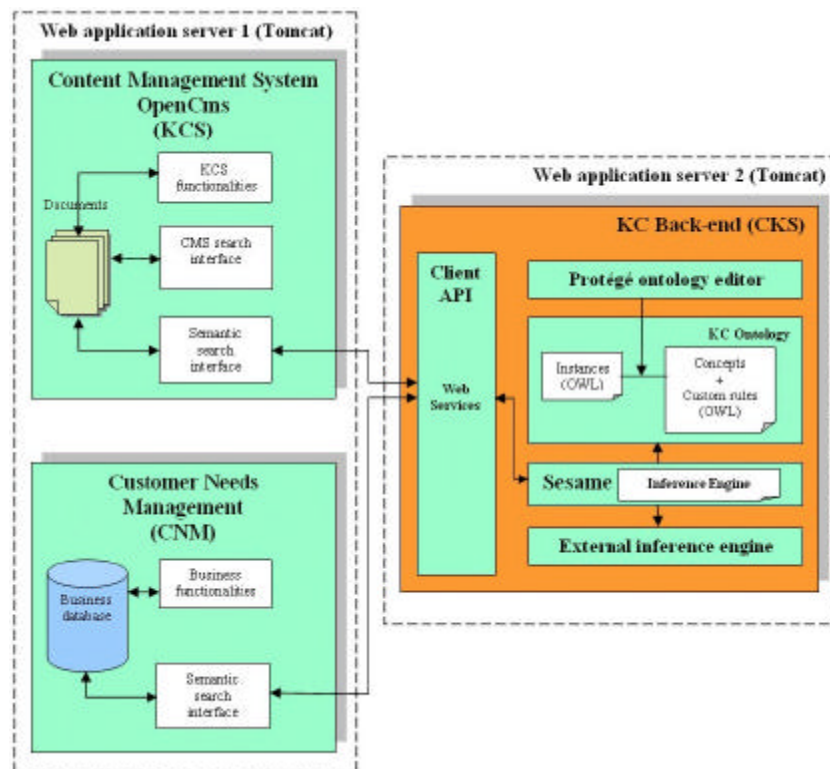 Web application server 1 (Tomcat)
Content Management System
OpenCms
(KCS)
KCS
functionalities
Documents
CMS search
interface
Semantic
search
interface
Customer Needs
Management
(CNM)
Business
functionalities
Business
database
Semantic
search
interface
Web application server 2 (Tomcat)
KC Back-end (CKS)
Client
API
Web
Services
Protégé ontology editor
KC Ontology
Instances
(OWL)
Concepts
+
Custom rules
(OWL)
Sesame
Inference Engine
External inference engine